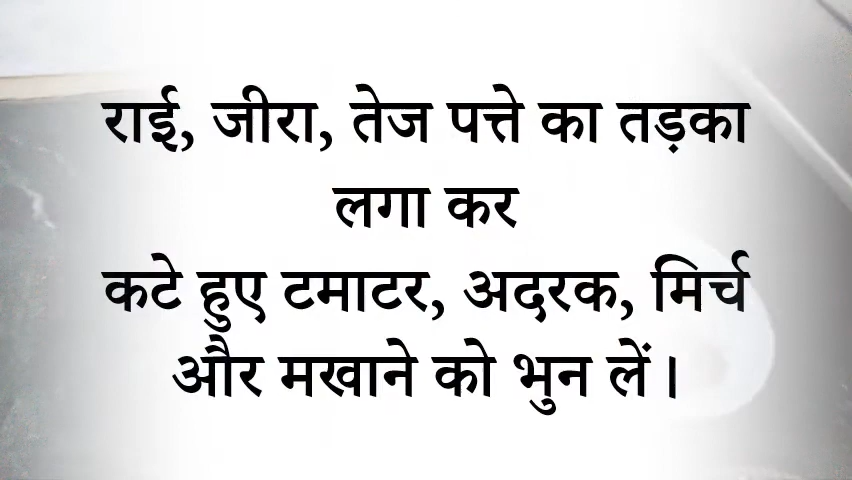 राई, जीरा, तेज पत्ते का तड़का
लगा कर
कटे हुए टमाटर, अदरक, मिर्च
और मखाने को भुन लें।